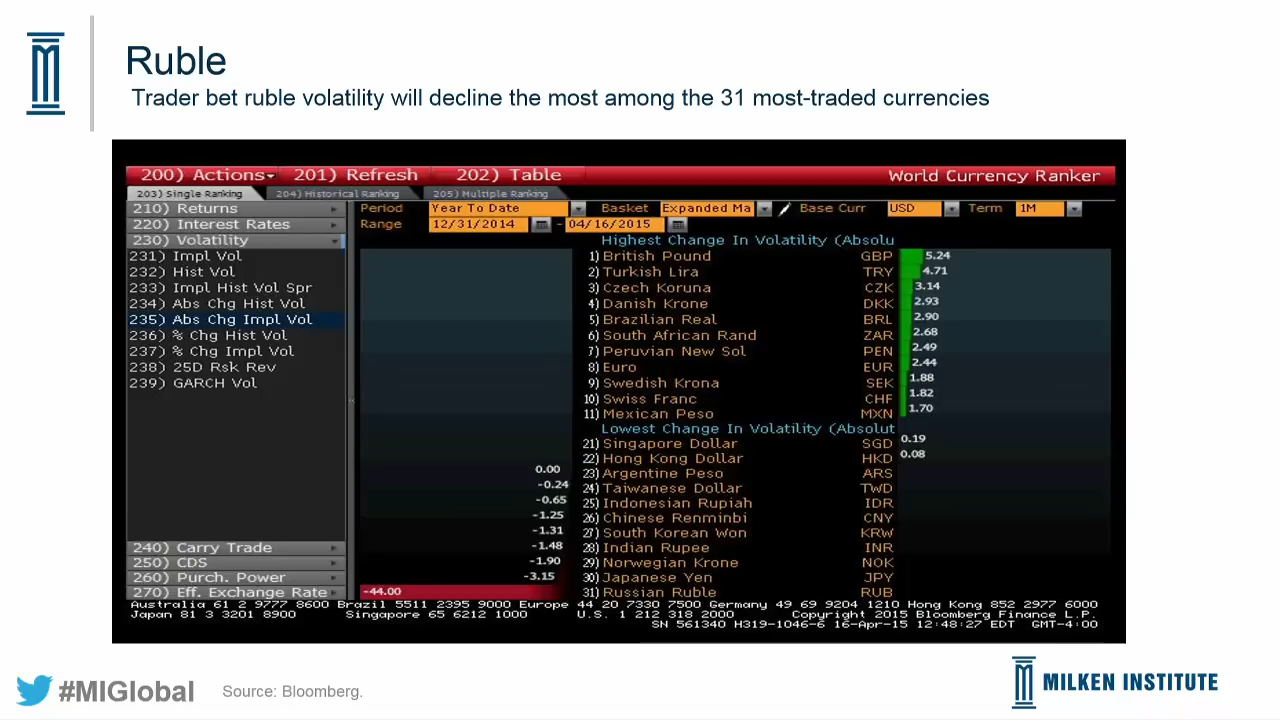 Ruble
Trader bet ruble volatility will decline the most among the 31 most-traded currencies
200) Actions 201) Refresh 202) Table World Currency Ranker
203) Single Ranking 204) Historical Ranking 205) Multiple Ranking
210) Returns Period Year To Date Basket Expanded Ma Base Curr USD Term 1M
220) Interest Rates Range 12/31/2014 - 04/16/2015
230) Volatility Highest Change In Volatility (Absolu
231) Impl Vol 1) British Pound GBP 5.24
232) Hist Vol 2) Turkish Lira TRY 4.71
233) Impl Hist Vol Spr 3) Czech Koruna CZK 3.14
234) Abs Chg Hist Vol 4) Danish Krone DKK 2.93
235) Abs Chg Impl Vol 5) Brazilian Real BRL 2.90
236) % Chg Hist Vol 6) South African Rand ZAR 2.68
237) % Chg Impl Vol 7) Peruvian New Sol PEN 2.49
238) 25D Rsk Rev 8) Euro EUR 2.44
239) GARCH Vol 9) Swedish Krona SEK 1.88
10) Swiss Franc CHF 1.82
11) Mexican Peso MXN 1.70
Lowest Change In Volatility (Absolut
21) Singapore Dollar SGD 0.19
22) Hong Kong Dollar HKD 0.08
0.00 23) Argentine Peso ARS
-0.24 24) Taiwanese Dollar TWD
-0.65 25) Indonesian Rupiah IDR
-1.25 26) Chinese Renminbi CNY
-1.31 27) South Korean Won KRW
240) Carry Trade -1.48 28) Indian Rupee INR
250) CDS -1.90 29) Norwegian Krone NOK
260) Purch. Power -3.15 30) Japanese Yen JPY
270) Eff. Exchange Rate -44.00 31) Russian Ruble RUB
Australia 61 2 9777 8600 Brazil 5511 2395 9000 Europe 44 20 7330 7500 Germany 49 69 9204 1210 Hong Kong 852 2977 6000
Japan 81 3 3201 8900 Singapore 65 6212 1000 U.S. 1 212 318 2000 Copyright 2015 Bloomberg Finance L.P.
SN 561340 H319-1046-6 16-Apr-15 12:48:27 EDT GMT-4:00
#MIGlobal Source: Bloomberg. MILKEN INSTITUTE